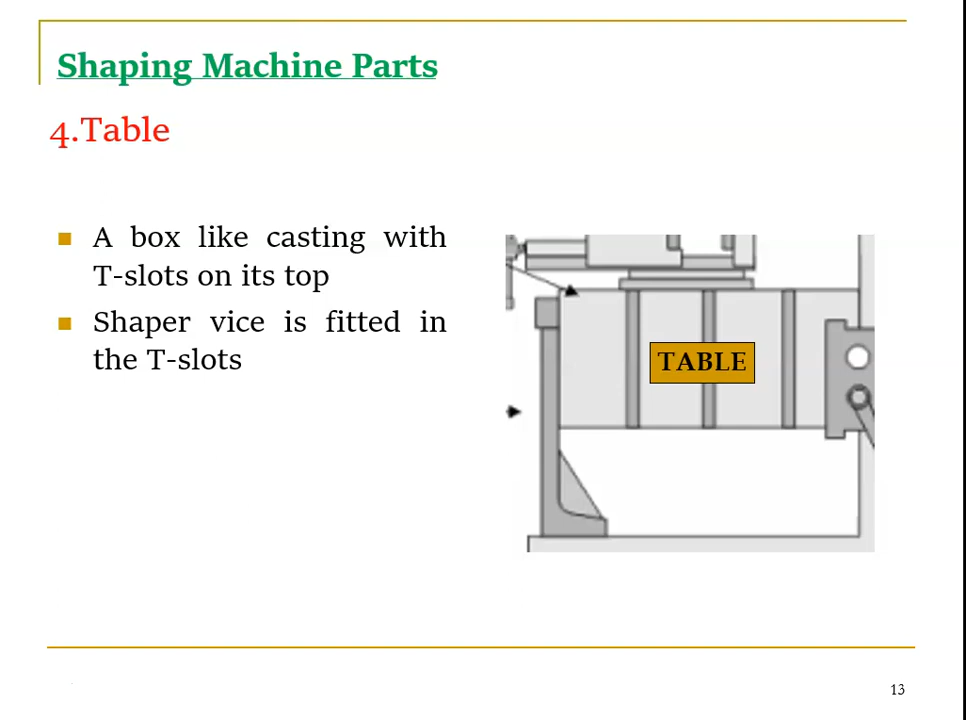 Shaping Machine Parts
4.Table
A box like casting with
T-slots on its top
Shaper vice is fitted in
the T-slots
TABLE
13